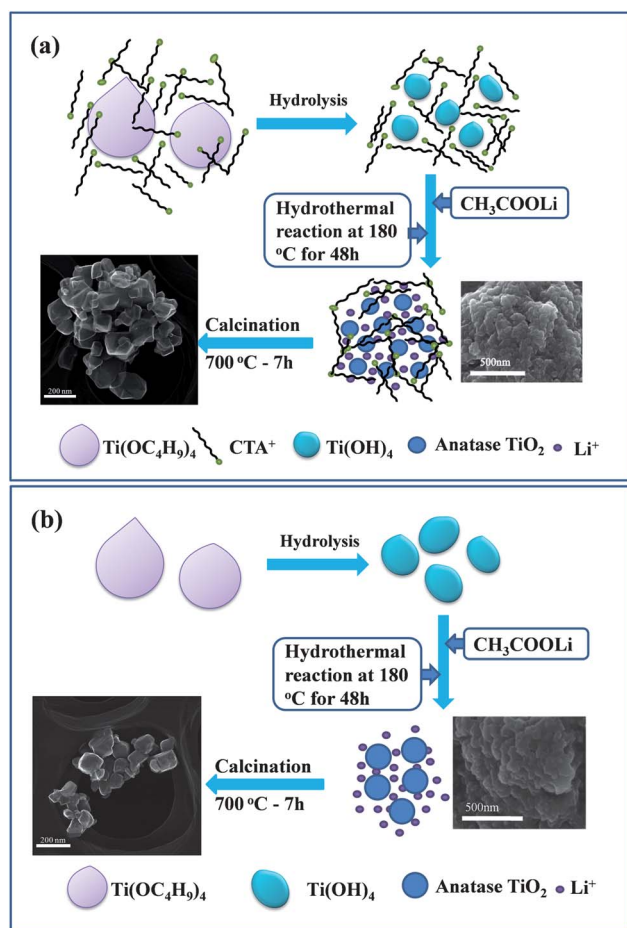 (a)
Hydrolysis
CH₃COOLi
Hydrothermal
reaction at 180
ᵒC for 48h
Calcination
700 ᵒC - 7h
200 nm
500nm
Ti(OC₄H₉)₄
CTA⁺
Ti(OH)₄
Anatase TiO₂
Li⁺
(b)
Hydrolysis
CH₃COOLi
Hydrothermal
reaction at 180
ᵒC for 48h
Calcination
700 ᵒC - 7h
200 nm
500nm
Ti(OC₄H₉)₄
Ti(OH)₄
Anatase TiO₂
Li⁺